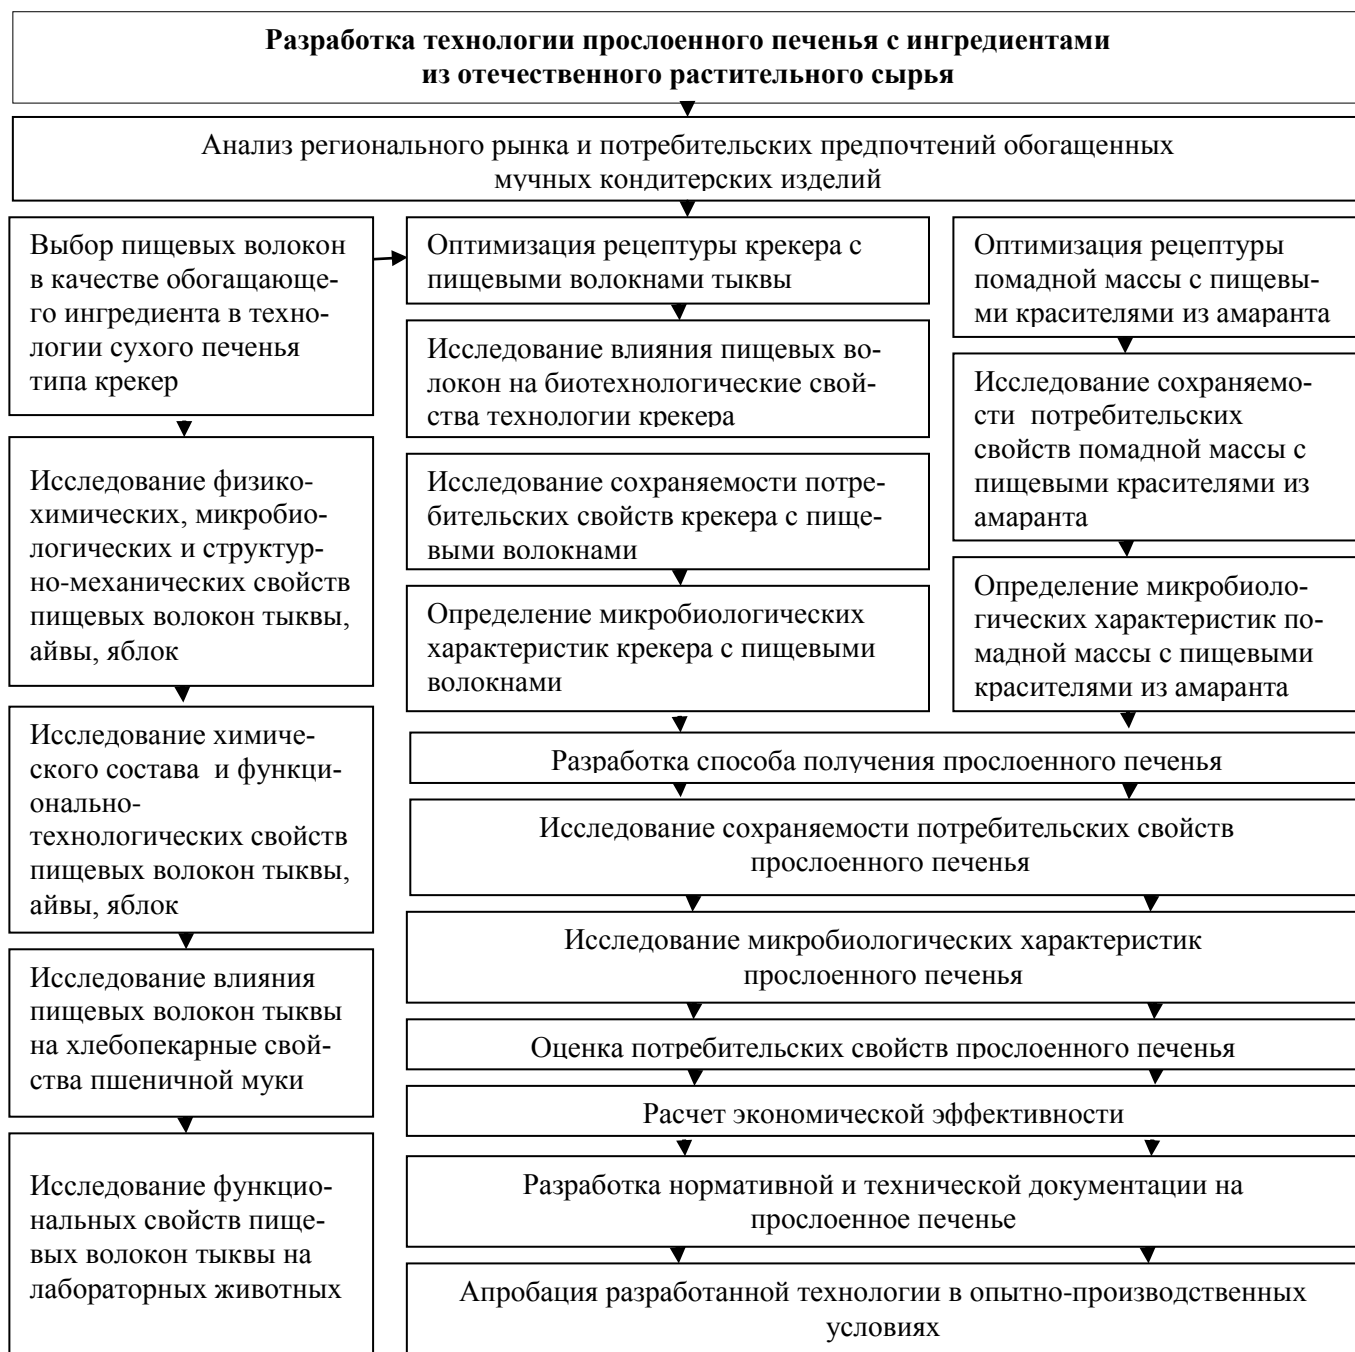 Разработка технологии прослоенного печенья с ингредиентами
из отечественного растительного сырья
Анализ регионального рынка и потребительских предпочтений обогащенных
мучных кондитерских изделий
Выбор пищевых волокон
в качестве обогащающе-
го ингредиента в техно-
логии сухого печенья
типа крекер
Исследование физико-
химических, микробио-
логических и структур-
но-механических свойств
пищевых волокон тыквы,
айвы, яблок
Исследование химиче-
ского состава и функци-
онально-
технологических свойств
пищевых волокон тыквы,
айвы, яблок
Исследование влияния
пищевых волокон тыквы
на хлебопекарные свой-
ства пшеничной муки
Исследование функцио-
нальных свойств пище-
вых волокон тыквы на
лабораторных животных
Оптимизация рецептуры крекера с
пищевыми волокнами тыквы
Исследование влияния пищевых во-
локон на биотехнологические свой-
ства технологии крекера
Исследование сохраняемости потре-
бительских свойств крекера с пище-
выми волокнами
Определение микробиологических
характеристик крекера с пищевыми
волокнами
Оптимизация рецептуры
помадной массы с пищевы-
ми красителями из амаранта
Исследование сохраняемо-
сти потребительских
свойств помадной массы с
пищевыми красителями из
амаранта
Определение микробиоло-
гических характеристик по-
мадной массы с пищевыми
красителями из амаранта
Разработка способа получения прослоенного печенья
Исследование сохраняемости потребительских свойств
прослоенного печенья
Исследование микробиологических характеристик
прослоенного печенья
Оценка потребительских свойств прослоенного печенья
Расчет экономической эффективности
Разработка нормативной и технической документации на
прослоенное печенье
Апробация разработанной технологии в опытно-производственных
условиях